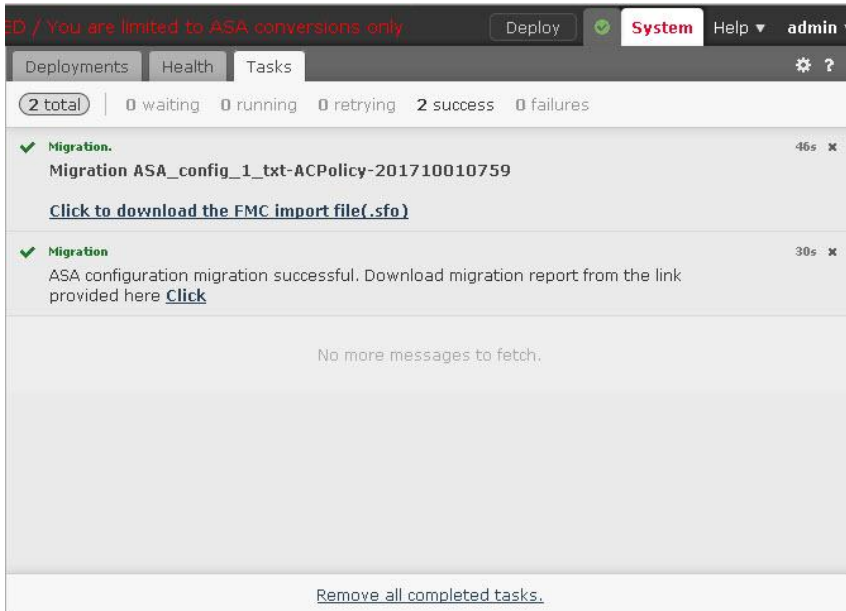 ED / You are limited to ASA conversions only Deploy System Help admin
Deployments Health Tasks ?
2 total 0 waiting 0 running 0 retrying 2 success 0 failures
Migration. 46s
Migration ASA_config_1_txt-ACPolicy-201710010759
Click to download the FMC import file(.sfo)
Migration 30s
ASA configuration migration successful. Download migration report from the link
provided here Click
No more messages to fetch.
Remove all completed tasks.